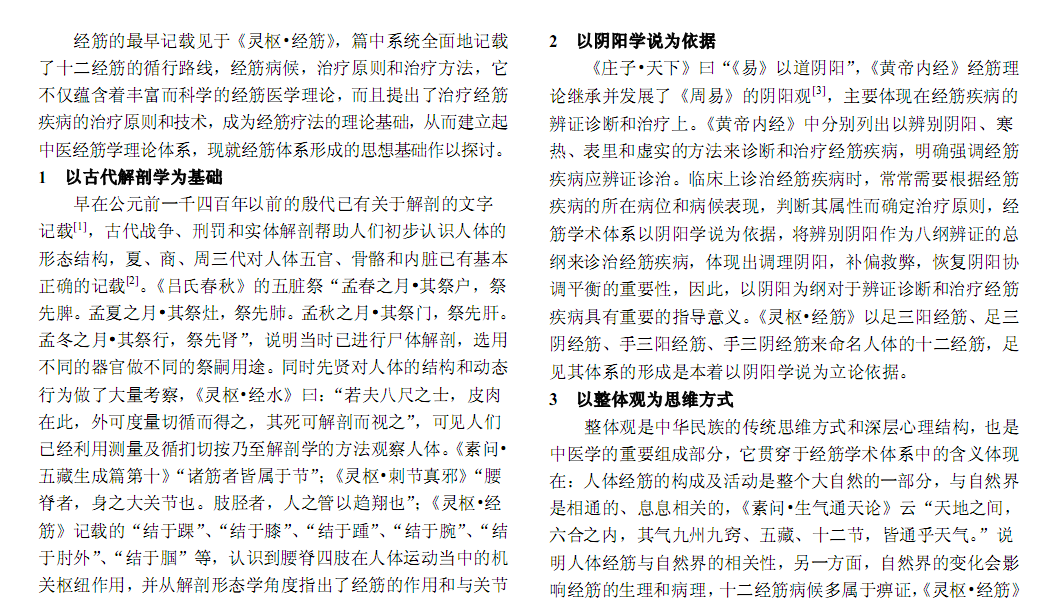 经筋的最早记载见于《灵枢•经筋》，篇中系统全面地记载
了十二经筋的循行路线，经筋病候，治疗原则和治疗方法，它
不仅蕴含着丰富而科学的经筋医学理论，而且提出了治疗经筋
疾病的治疗原则和技术，成为经筋疗法的理论基础，从而建立起
中医经筋学理论体系，现就经筋体系形成的思想基础作以探讨。
1 以古代解剖学为基础
早在公元前一千四百年以前的殷代已有关于解剖的文字
记载[1]，古代战争、刑罚和实体解剖帮助人们初步认识人体的
形态结构，夏、商、周三代对人体五官、骨骼和内脏已有基本
正确的记载[2]。《吕氏春秋》的五脏祭“孟春之月•其祭户，祭
先脾。孟夏之月•其祭灶，祭先肺。孟秋之月•其祭门，祭先肝。
孟冬之月•其祭行，祭先肾”，说明当时已进行尸体解剖，选用
不同的器官做不同的祭嗣用途。同时先贤对人体的结构和动态
行为做了大量考察，《灵枢•经水》曰：“若夫八尺之士，皮肉
在此，外可度量切循而得之，其死可解剖而视之”，可见人们
已经利用测量及循扪切按乃至解剖学的方法观察人体。《素问•
五藏生成篇第十》“诸筋者皆属于节”；《灵枢•刺节真邪》“腰
脊者，身之大关节也。肢胫者，人之管以趋翔也”；《灵枢•经
筋》记载的“结于踝”、“结于膝”、“结于踵”、“结于腕”、“结
于肘外”、“结于腘”等，认识到腰脊四肢在人体运动当中的机
关枢纽作用，并从解剖形态学角度指出了经筋的作用和与关节
2 以阴阳学说为依据
《庄子•天下》曰“《易》以道阴阳”，《黄帝内经》经筋理
论继承并发展了《周易》的阴阳观[3]，主要体现在经筋疾病的
辨证诊断和治疗上。《黄帝内经》中分别列出以辨别阴阳、寒
热、表里和虚实的方法来诊断和治疗经筋疾病，明确强调经筋
疾病应辨证诊治。临床上诊治经筋疾病时，常常需要根据经筋
疾病的所在病位和病候表现，判断其属性而确定治疗原则，经
筋学术体系以阴阳学说为依据，将辨别阴阳作为八纲辨证的总
纲来诊治经筋疾病，体现出调理阴阳，补偏救弊，恢复阴阳协
调平衡的重要性，因此，以阴阳为纲对于辨证诊断和治疗经筋
疾病具有重要的指导意义。《灵枢•经筋》以足三阳经筋、足三
阴经筋、手三阳经筋、手三阴经筋来命名人体的十二经筋，足
见其体系的形成是本着以阴阳学说为立论依据。
3 以整体观为思维方式
整体观是中华民族的传统思维方式和深层心理结构，也是
中医学的重要组成部分，它贯穿于经筋学术体系中的含义体现
在：人体经筋的构成及活动是整个大自然的一部分，与自然界
是相通的、息息相关的，《素问•生气通天论》云“天地之间，
六合之内，其气九州九窍、五藏、十二节，皆通乎天气。”说
明人体经筋与自然界的相关性，另一方面，自然界的变化会影
响经筋的生理和病理，十二经筋病候多属于痹证，《灵枢•经筋》